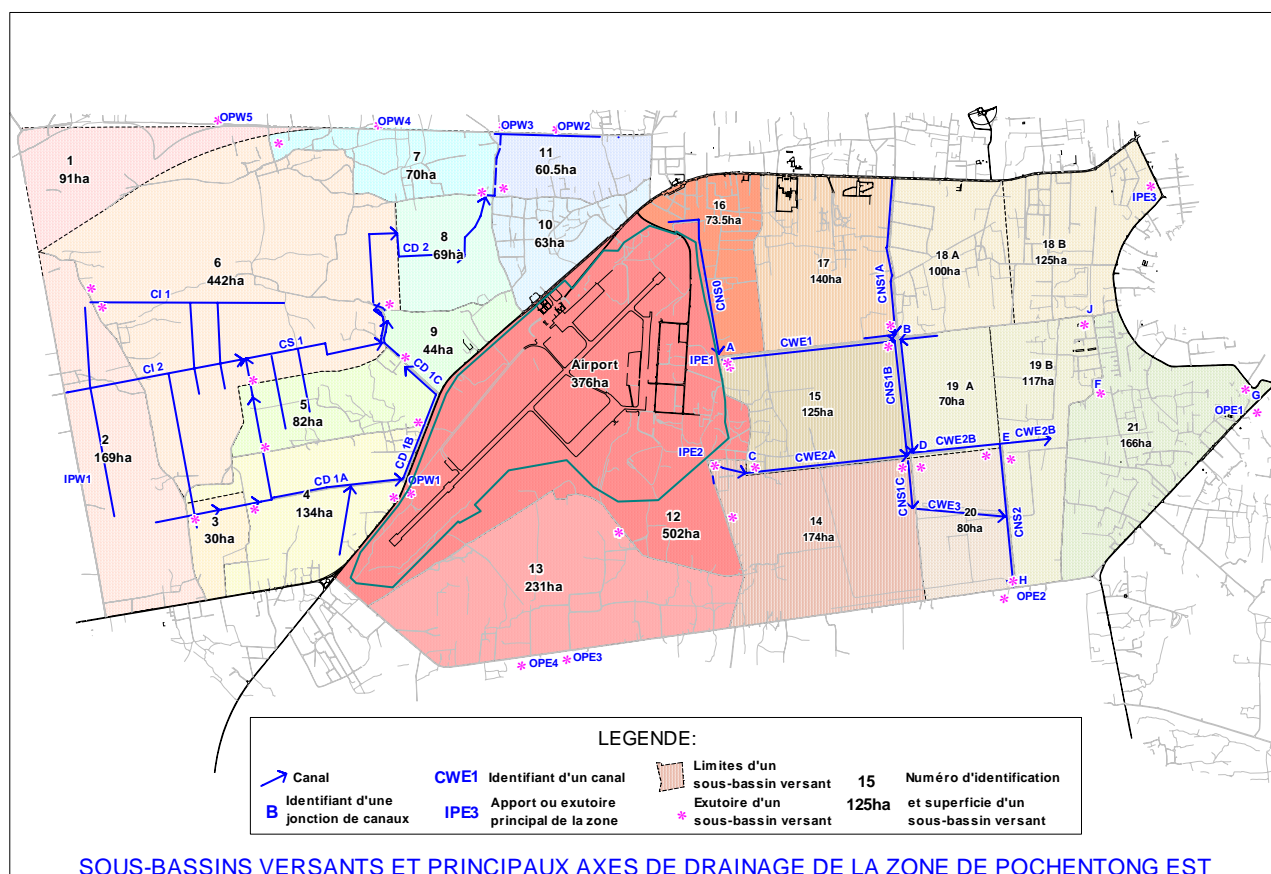 OPW5
OPW4
OPW3
OPW2
1
91ha
7
70ha
11
60.5ha
16
73.5ha
IPE3
10
63ha
8
69ha
CD 2
6
442ha
17
140ha
18 A
100ha
18 B
125ha
CNS1A
CNS0
CI 1
J
9
44ha
CS 1
A
CWE1
B
IPE1
Airport
376ha
CI 2
CD 1C
CNS1B
19 A
70ha
19 B
117ha
F
G
OPE1
15
125ha
5
82ha
2
169ha
IPW1
CD 1B
21
166ha
D
CWE2B
E
CWE2B
C
CWE2A
IPE2
CD 1A
OPW1
4
134ha
3
30ha
12
502ha
14
174ha
CNS1C
CWE3
20
80ha
CNS2
13
231ha
H
OPE2
OPE4
OPE3
LEGENDE:
Canal
CWE1
Identifiant d'un canal
Limites d'un
sous-bassin versant
15
125ha
Numéro d'identification
et superficie d'un
sous-bassin versant
B
Identifiant d'une
jonction de canaux
IPE3
Apport ou exutoire
principal de la zone
Exutoire d'un
sous-bassin versant
SOUS-BASSINS VERSANTS ET PRINCIPAUX AXES DE DRAINAGE DE LA ZONE DE POCHENTONG EST